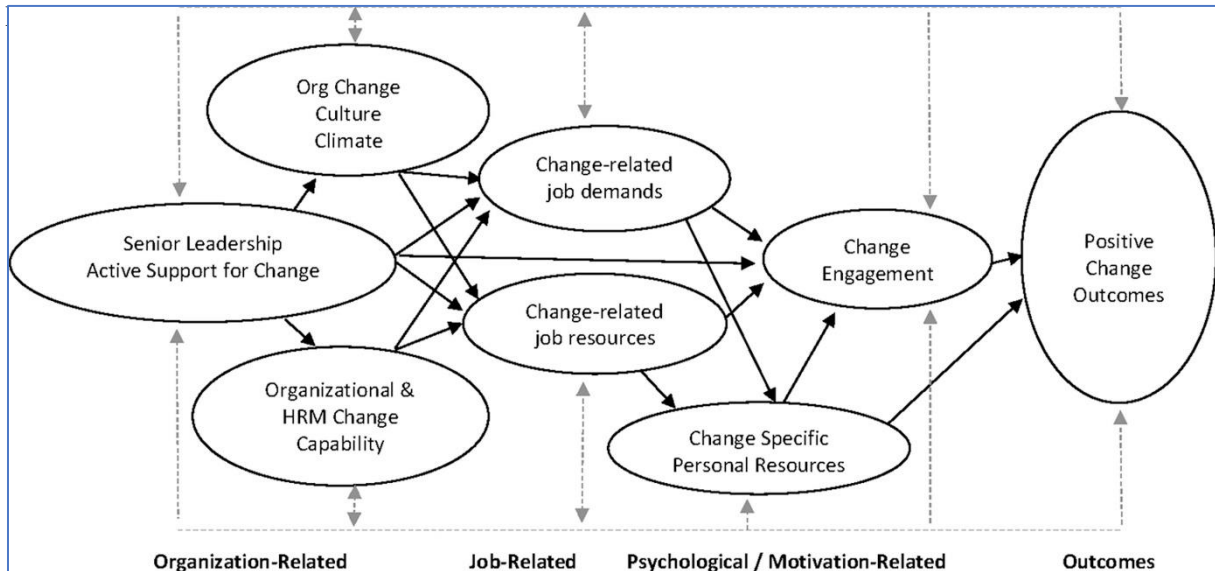 Org Change
Culture
Climate
Change-related
job demands
Senior Leadership
Active Support for Change
Change
Engagement
Positive
Change
Outcomes
Change-related
job resources
Organizational &
HRM Change
Capability
Change Specific
Personal Resources
Organization-Related
Job-Related
Psychological / Motivation-Related
Outcomes